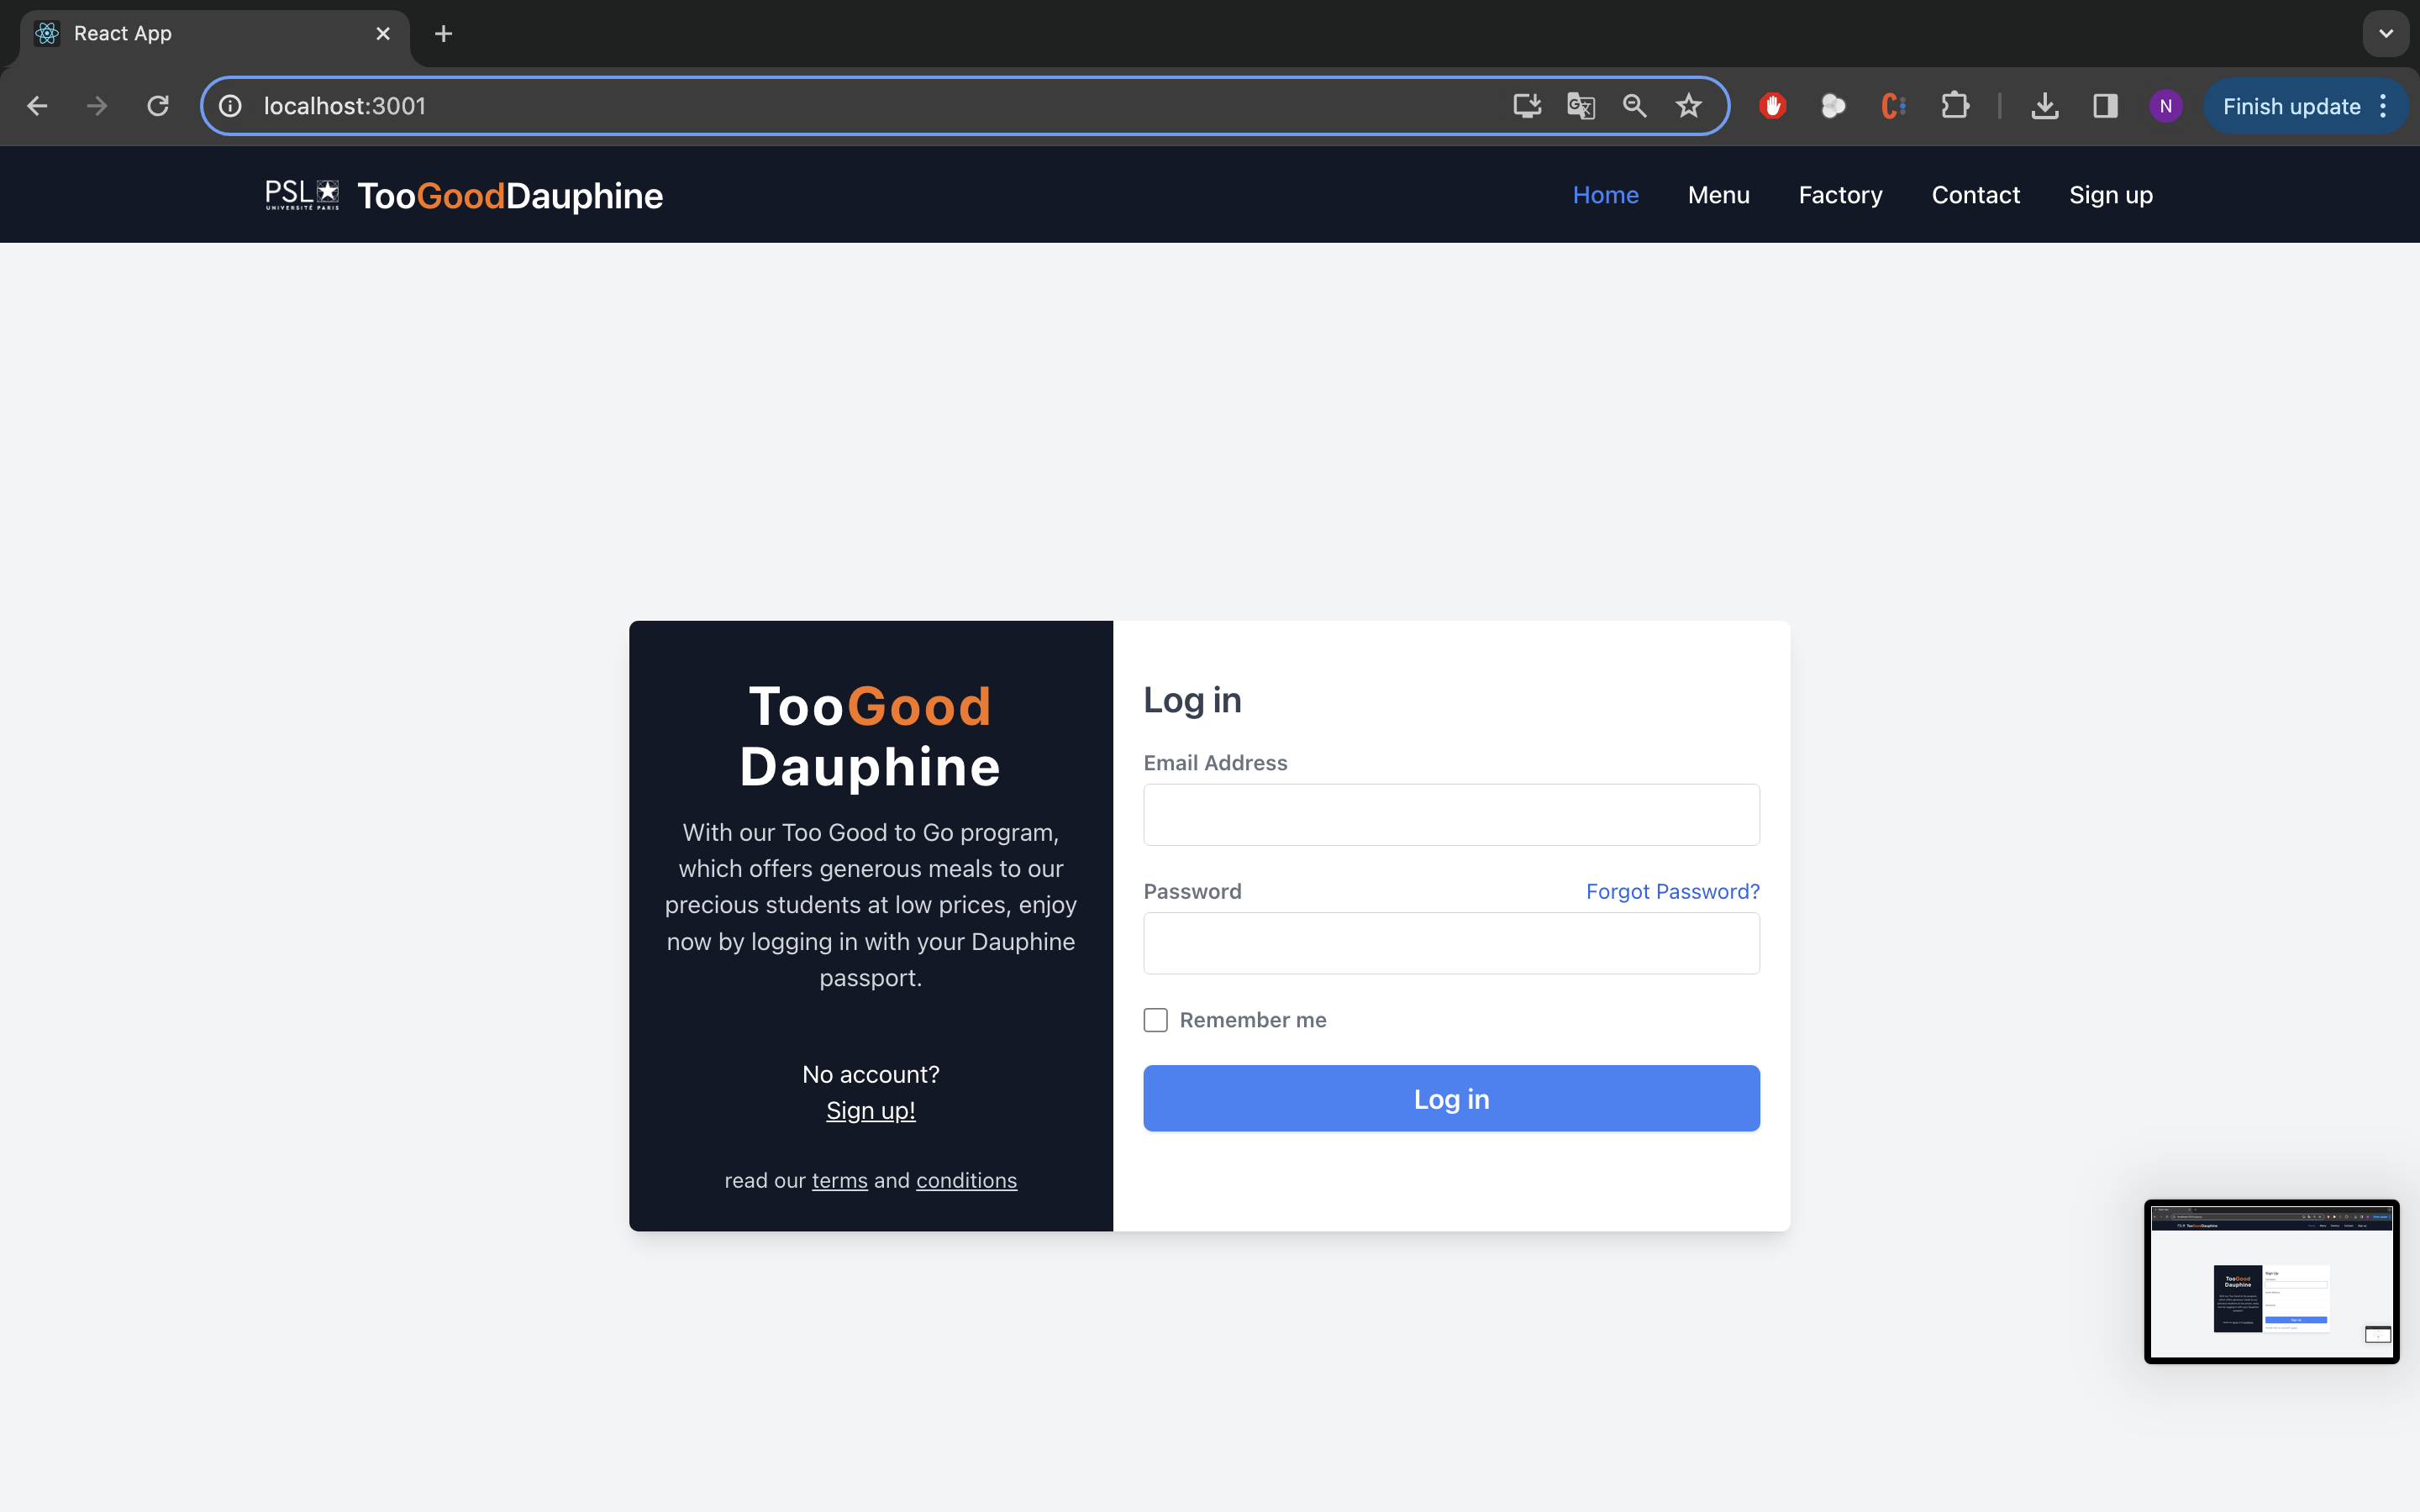 React App
localhost:3001
N
Finish update
PSL
UNIVERSITÉ PARIS
TooGoodDauphine
Home Menu Factory Contact Sign up
TooGood
Dauphine
With our Too Good to Go program,
which offers generous meals to our
precious students at low prices, enjoy
now by logging in with your Dauphine
passport.
No account?
Sign up!
read our terms and conditions
Log in
Email Address
Password Forgot Password?
Remember me
Log in
TooGood
Dauphine